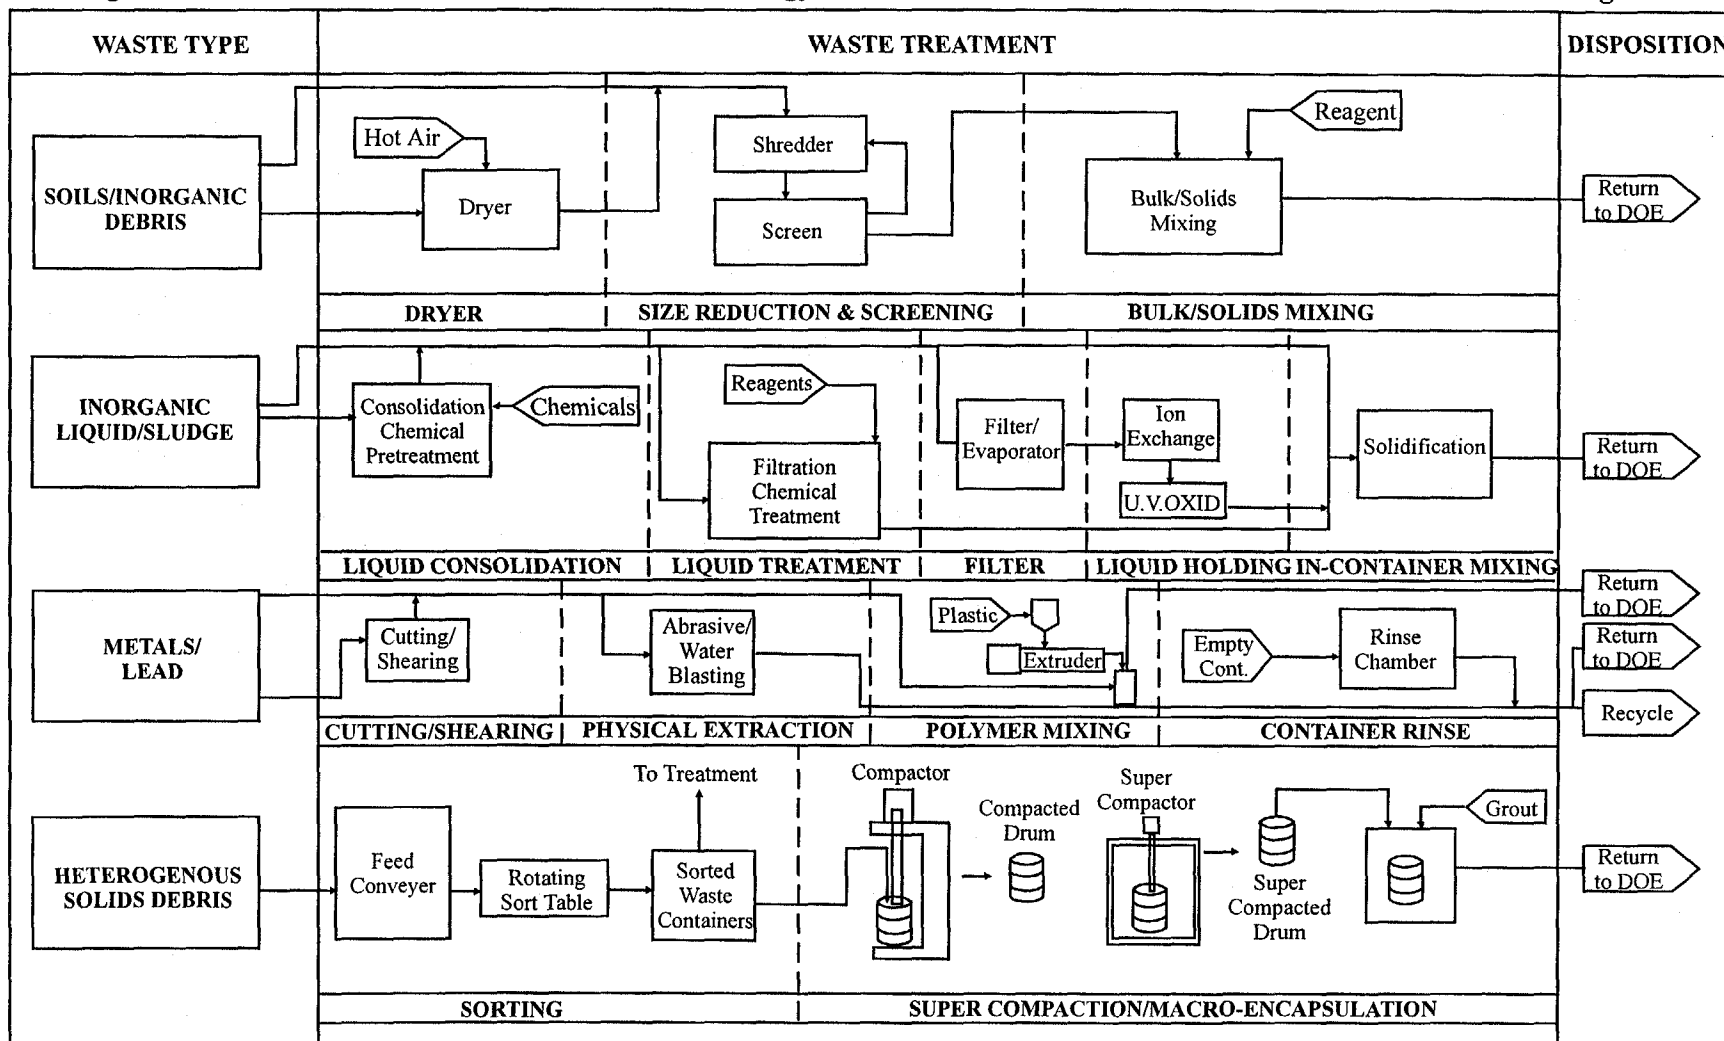 WASTE TYPE
WASTE TREATMENT
DISPOSITION
SOILS/INORGANIC
DEBRIS
Hot Air
Dryer
Shredder
Screen
Reagent
Bulk/Solids
Mixing
Return
to DOE
DRYER
SIZE REDUCTION & SCREENING
BULK/SOLIDS MIXING
INORGANIC
LIQUID/SLUDGE
Consolidation
Chemical
Pretreatment
Chemicals
Reagents
Filtration
Chemical
Treatment
Filter/
Evaporator
Ion
Exchange
U.V.OXID
Solidification
Return
to DOE
LIQUID CONSOLIDATION
LIQUID TREATMENT
FILTER
LIQUID HOLDING
IN-CONTAINER MIXING
METALS/
LEAD
Cutting/
Shearing
Abrasive/
Water
Blasting
Plastic
Extruder
Empty
Cont.
Rinse
Chamber
Return
to DOE
Return
to DOE
Recycle
CUTTING/SHEARING
PHYSICAL EXTRACTION
POLYMER MIXING
CONTAINER RINSE
HETEROGENOUS
SOLIDS DEBRIS
Feed
Conveyer
Rotating
Sort Table
To Treatment
Sorted
Waste
Containers
Compactor
Compacted
Drum
Super
Compactor
Super
Compacted
Drum
Grout
Return
to DOE
SORTING
SUPER COMPACTION/MACRO-ENCAPSULATION